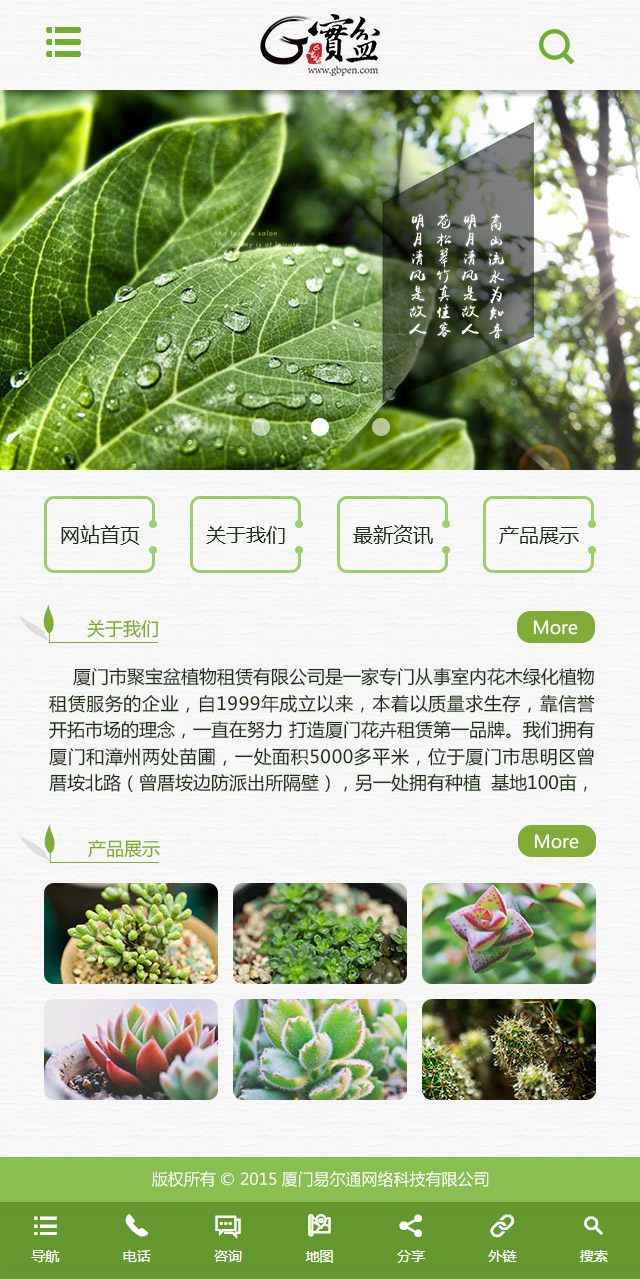 G寶盆
www.gbpen.com
And for the salon
The enemy is at leisure
高山流水为知音
明月清风是故人
苍松翠竹真佳客
明月清风是故人
网站首页
关于我们
最新资讯
产品展示
关于我们
More
厦门市聚宝盆植物租赁有限公司是一家专门从事室内花木绿化植物
租赁服务的企业，自1999年成立以来，本着以质量求生存，靠信誉
开拓市场的理念，一直在努力 打造厦门花卉租赁第一品牌。我们拥有
厦门和漳州两处苗圃，一处面积5000多平米，位于厦门市思明区曾
厝垵北路（曾厝垵边防派出所隔壁），另一处拥有种植 基地100亩，
产品展示
More
版权所有 © 2015 厦门易尔通网络科技有限公司
导航
电话
咨询
地图
分享
外链
搜索